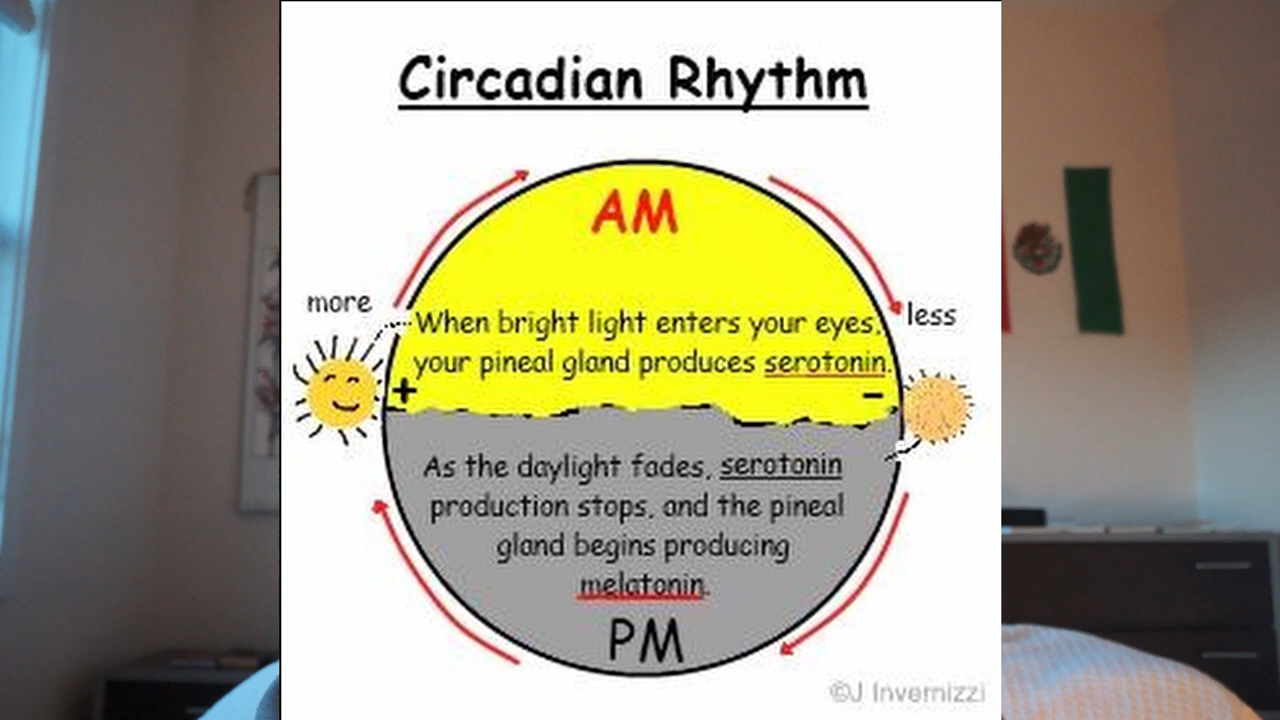 Circadian Rhythm
AM
more
less
When bright light enters your eyes,
your pineal gland produces serotonin.
+
-
As the daylight fades, serotonin
production stops, and the pineal
gland begins producing
melatonin.
PM
©J Invernizzi